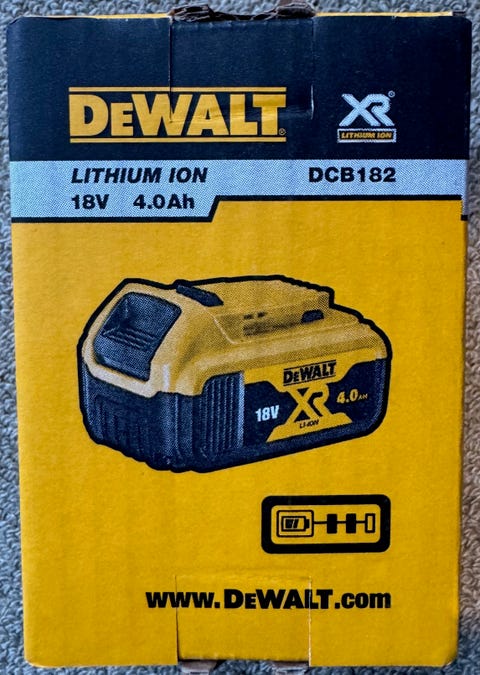 DEWALT®
XR®
LITHIUM ION
LITHIUM ION
DCB182
18V 4.0Ah
DEWALT
18V XR 4.0AH
LI-ION
www.DEWALT.com